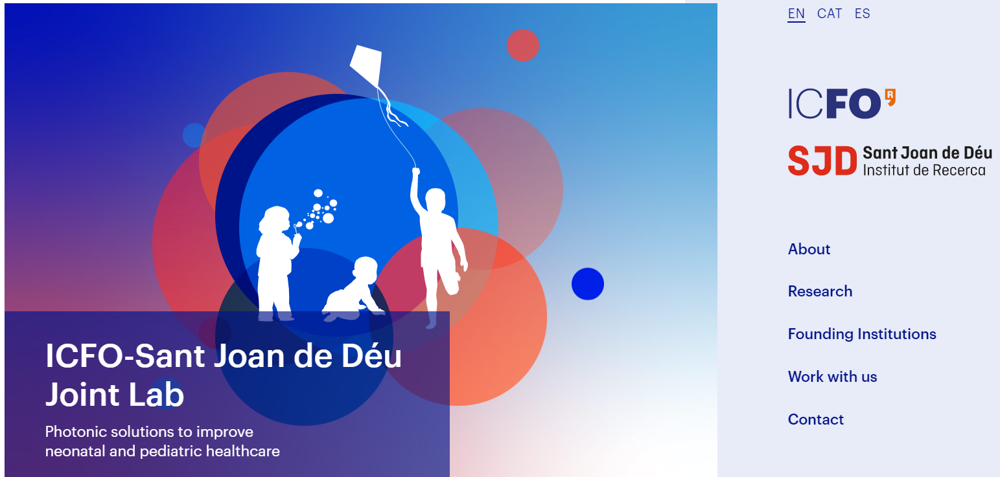 EN CAT ES
ICFO R
SJD Sant Joan de Déu
Institut de Recerca
ICFO-Sant Joan de Déu
Joint Lab
Photonic solutions to improve
neonatal and pediatric healthcare
About
Research
Founding Institutions
Work with us
Contact